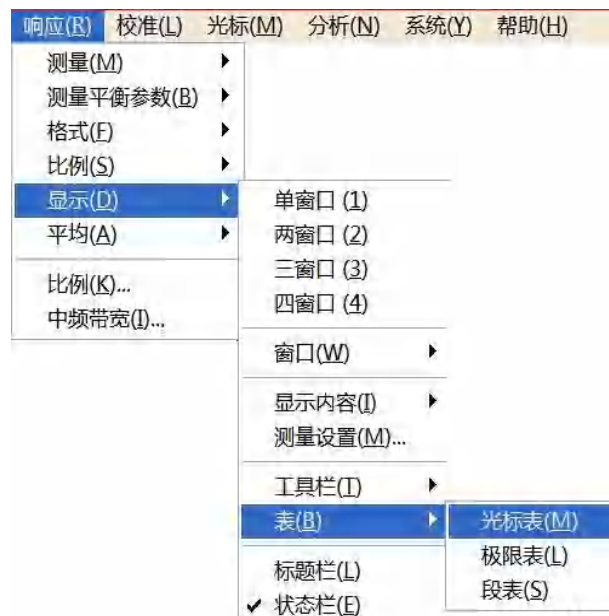 响应(R) 校准(L) 光标(M) 分析(N) 系统(Y) 帮助(H)
测量(M)
测量平衡参数(B)
格式(F)
比例(S)
显示(D)
平均(A)
比例(K)...
中频带宽(I)...
单窗口 (1)
两窗口 (2)
三窗口 (3)
四窗口 (4)
窗口(W)
显示内容(I)
测量设置(M)...
工具栏(T)
表(B)
标题栏(L)
状态栏(E)
光标表(M)
极限表(L)
段表(S)